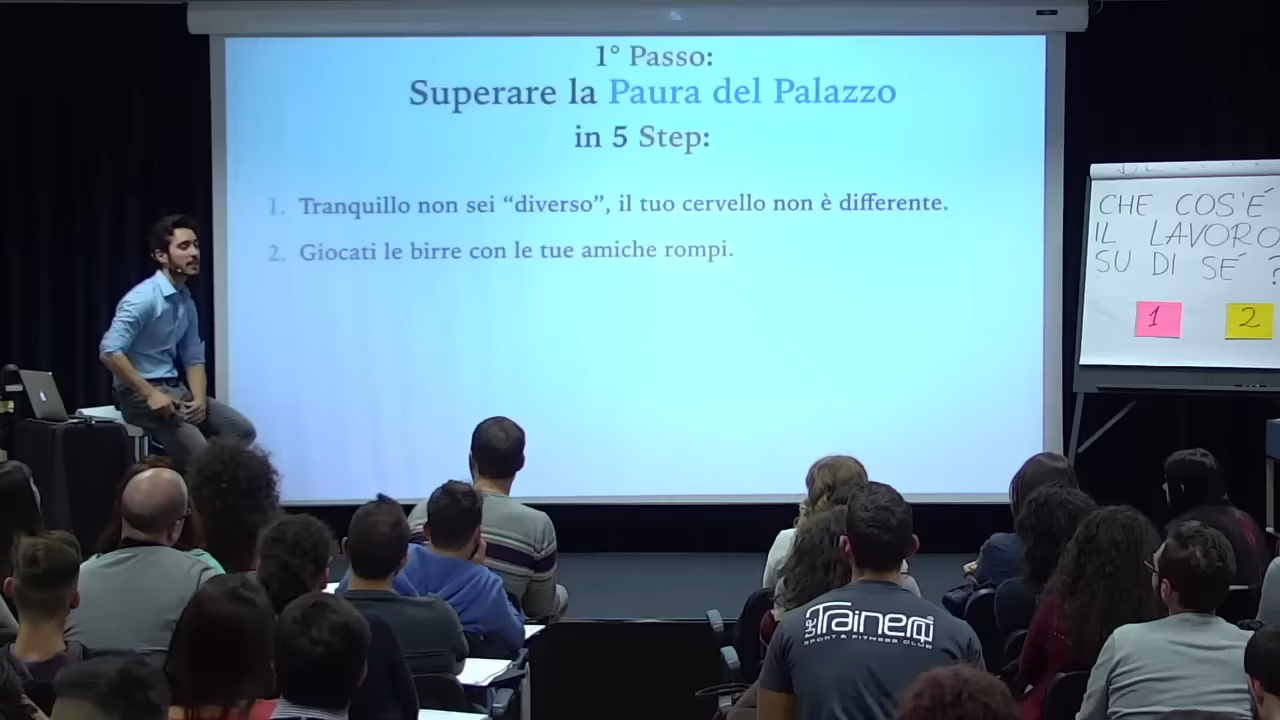 1° Passo:
Superare la Paura del Palazzo
in 5 Step:
1. Tranquillo non sei “diverso”, il tuo cervello non è differente.
2. Giocati le birre con le tue amiche rompi.
CHE COS'É
IL LAVORO
SU DI SÉ ?
1 2
the Trainer
SPORT & FITNESS CLUB